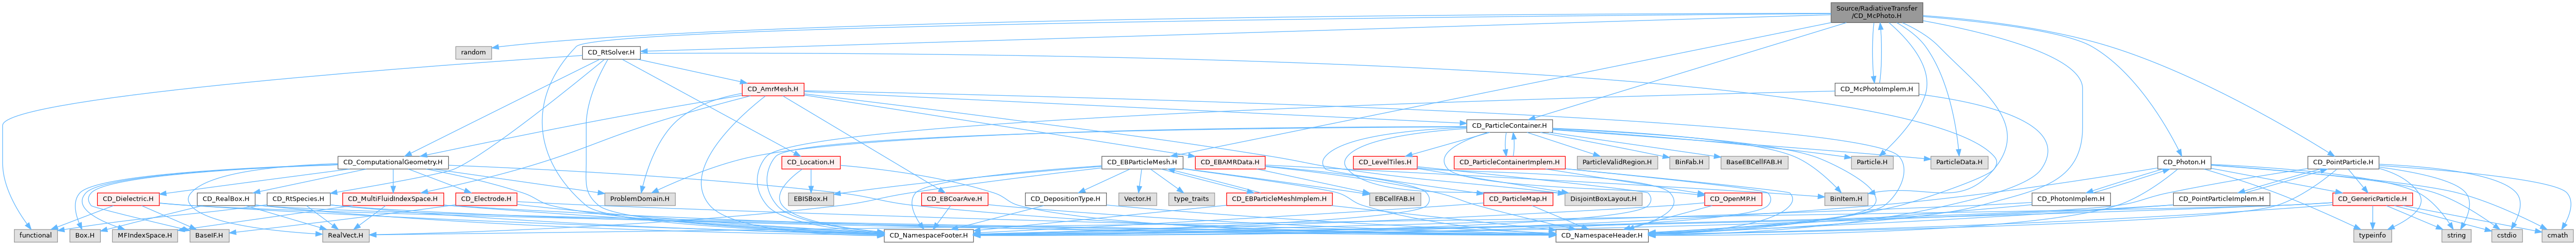 Source/RadiativeTransfer
/CD_McPhoto.H
random
CD_RtSolver.H
CD_AmrMesh.H
CD_McPhotoImplem.H
CD_ParticleContainer.H
CD_ComputationalGeometry.H
CD_Location.H
CD_EBParticleMesh.H
CD_EBAMRData.H
CD_LevelTiles.H
CD_ParticleContainerImplem.H
ParticleValidRegion.H
BinFab.H
BaseEBCellFAB.H
Particle.H
ParticleData.H
CD_Photon.H
CD_PointParticle.H
CD_Dielectric.H
CD_RealBox.H
CD_RtSpecies.H
CD_MultiFluidIndexSpace.H
CD_Electrode.H
ProblemDomain.H
EBISBox.H
CD_EBCoarAve.H
CD_DepositionType.H
Vector.H
type_traits
CD_EBParticleMeshImplem.H
EBCellFAB.H
CD_ParticleMap.H
DisjointBoxLayout.H
CD_OpenMP.H
BinItem.H
CD_PhotonImplem.H
CD_PointParticleImplem.H
CD_GenericParticle.H
functional
Box.H
MFIndexSpace.H
BaseIF.H
RealVect.H
CD_NamespaceFooter.H
CD_NamespaceHeader.H
typeinfo
string
cstdio
cmath